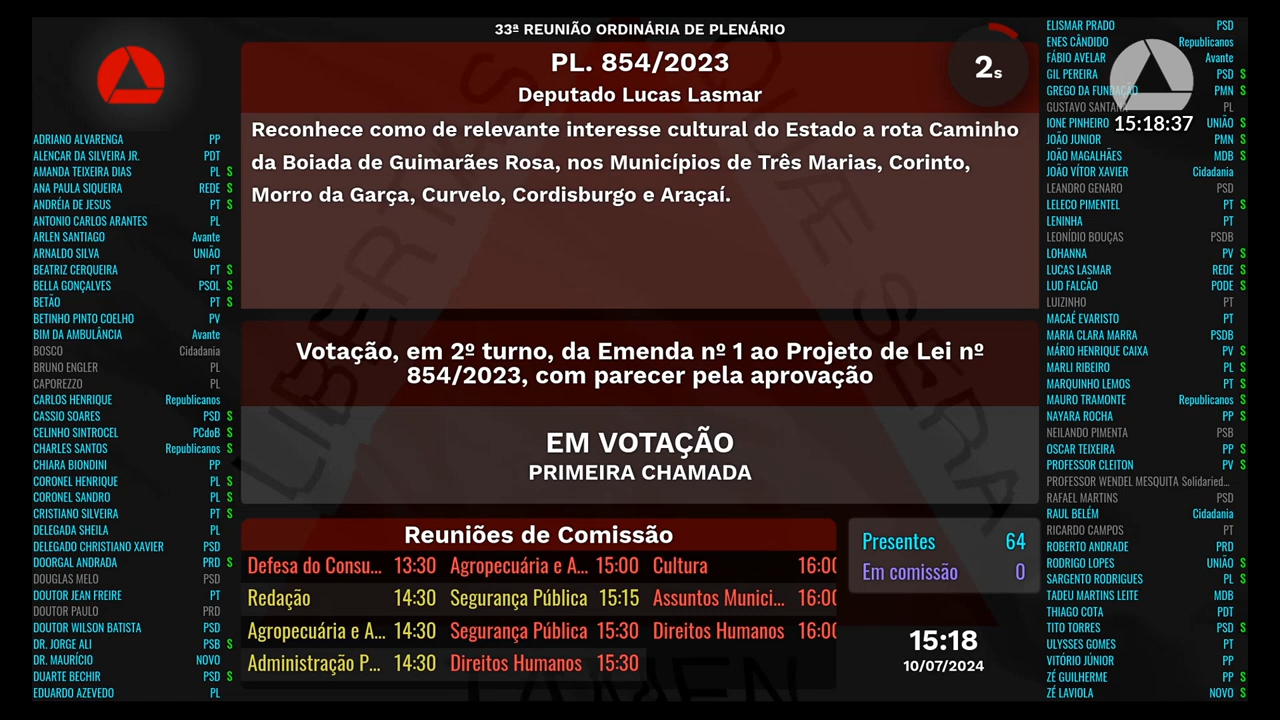 33ª REUNIÃO ORDINÁRIA DE PLENÁRIO
PL. 854/2023
Deputado Lucas Lasmar
2s
Reconhece como de relevante interesse cultural do Estado a rota Caminho
da Boiada de Guimarães Rosa, nos Municípios de Três Marias, Corinto,
Morro da Garça, Curvelo, Cordisburgo e Araçaí.
Votação, em 2º turno, da Emenda nº 1 ao Projeto de Lei nº
854/2023, com parecer pela aprovação
EM VOTAÇÃO
PRIMEIRA CHAMADA
Reuniões de Comissão
Defesa do Consu... 13:30 Agropecuária e A... 15:00 Cultura 16:00
Redação 14:30 Segurança Pública 15:15 Assuntos Munici... 16:00
Agropecuária e A... 14:30 Segurança Pública 15:30 Direitos Humanos 16:00
Administração P... 14:30 Direitos Humanos 15:30
Presentes 64
Em comissão 0
15:18
10/07/2024
ADRIANO ALVARENGA PP
ALENCAR DA SILVEIRA JR. PDT
AMANDA TEIXEIRA DIAS PL S
ANA PAULA SIQUEIRA REDE S
ANDRÉIA DE JESUS PT S
ANTONIO CARLOS ARANTES PL
ARLEN SANTIAGO Avante
ARNALDO SILVA UNIÃO
BEATRIZ CERQUEIRA PT S
BELLA GONÇALVES PSOL S
BETÃO PT S
BETINHO PINTO COELHO PV
BIM DA AMBULÂNCIA Avante
BOSCO Cidadania
BRUNO ENGLER PL
CAPOREZZO PL
CARLOS HENRIQUE Republicanos
CASSIO SOARES PSD S
CELINHO SINTROCEL PCdoB S
CHARLES SANTOS Republicanos S
CHIARA BIONDINI PP
CORONEL HENRIQUE PL S
CORONEL SANDRO PL S
CRISTIANO SILVEIRA PT S
DELEGADA SHEILA PL
DELEGADO CHRISTIANO XAVIER PSD
DOORGAL ANDRADA PRD S
DOUGLAS MELO PSD
DOUTOR JEAN FREIRE PT
DOUTOR PAULO PRD
DOUTOR WILSON BATISTA PSD
DR. JORGE ALI PSB S
DR. MAURÍCIO NOVO
DUARTE BECHIR PSD S
EDUARDO AZEVEDO PL
ELISMAR PRADO PSD
ENES CÂNDIDO Republicanos
FÁBIO AVELAR Avante
GIL PEREIRA PSD S
GREGO DA FUNDAÇÃO PMN S
GUSTAVO SANTANA PL
IONE PINHEIRO UNIÃO S
15:18:37
JOÃO JUNIOR PMN S
JOÃO MAGALHÃES MDB S
JOÃO VÍTOR XAVIER Cidadania
LEANDRO GENARO PSD
LELECO PIMENTEL PT S
LENINHA PT
LEONÍDIO BOUÇAS PSDB
LOHANNA PV S
LUCAS LASMAR REDE S
LUD FALCÃO PODE S
LUIZINHO PT
MACAÉ EVARISTO PT
MARIA CLARA MARRA PSDB
MÁRIO HENRIQUE CAIXA PV S
MARLI RIBEIRO PL S
MARQUINHO LEMOS PT S
MAURO TRAMONTE Republicanos S
NAYARA ROCHA PP S
NEILANDO PIMENTA PSB
OSCAR TEIXEIRA PP S
PROFESSOR CLEITON PV S
PROFESSOR WENDEL MESQUITA Solidaried...
RAFAEL MARTINS PSD
RAUL BELÉM Cidadania
RICARDO CAMPOS PT
ROBERTO ANDRADE PRD
RODRIGO LOPES UNIÃO S
SARGENTO RODRIGUES PL S
TADEU MARTINS LEITE MDB
THIAGO COTA PDT
TITO TORRES PSD S
ULYSSES GOMES PT
VITÓRIO JÚNIOR PP
ZÉ GUILHERME PP S
ZÉ LAVIOLA NOVO S